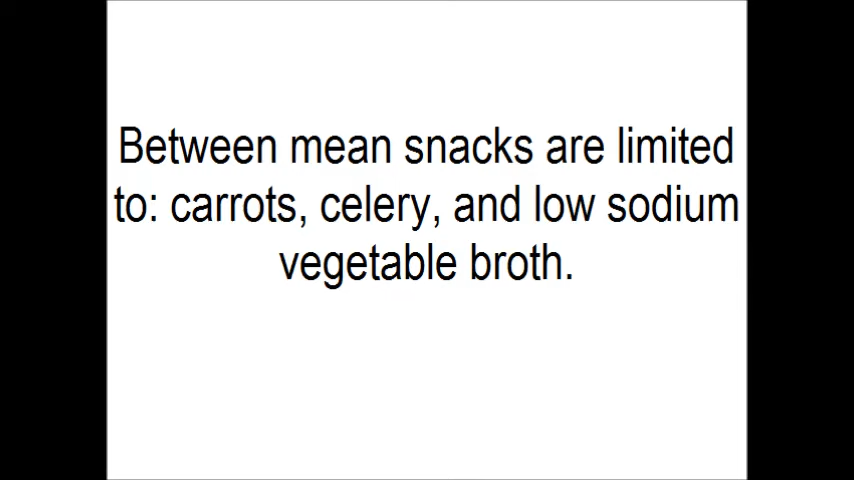 Between mean snacks are limited
to: carrots, celery, and low sodium
vegetable broth.